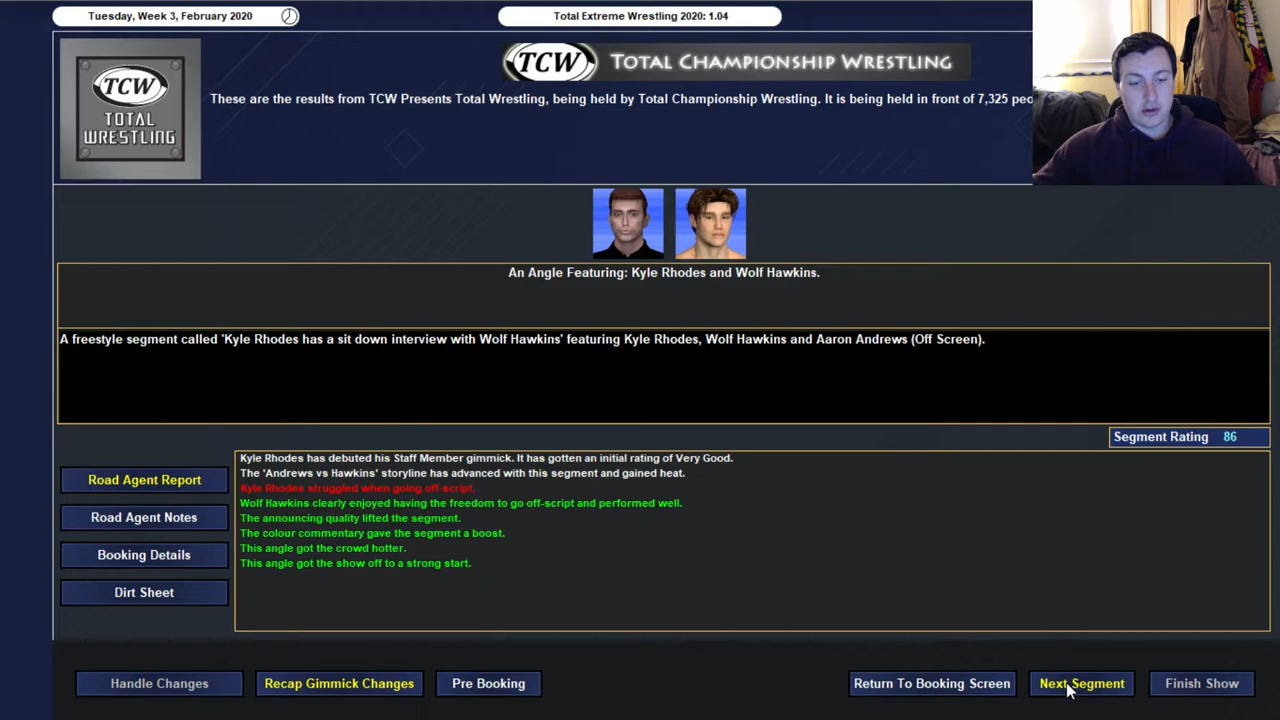 Tuesday, Week 3, February 2020
Total Extreme Wrestling 2020: 1.04
TCW
TOTAL
WRESTLING
TCW TOTAL CHAMPIONSHIP WRESTLING
These are the results from TCW Presents Total Wrestling, being held by Total Championship Wrestling. It is being held in front of 7,325
An Angle Featuring: Kyle Rhodes and Wolf Hawkins.
A freestyle segment called 'Kyle Rhodes has a sit down interview with Wolf Hawkins' featuring Kyle Rhodes, Wolf Hawkins and Aaron Andrews (Off Screen).
Segment Rating 86
Road Agent Report
Road Agent Notes
Booking Details
Dirt Sheet
Kyle Rhodes has debuted his Staff Member gimmick. It has gotten an initial rating of Very Good.
The 'Andrews vs Hawkins' storyline has advanced with this segment and gained heat.
Kyle Rhodes struggled when going off-script.
Wolf Hawkins clearly enjoyed having the freedom to go off-script and performed well.
The announcing quality lifted the segment.
The colour commentary gave the segment a boost.
This angle got the crowd hotter.
This angle got the show off to a strong start.
Handle Changes
Recap Gimmick Changes
Pre Booking
Return To Booking Screen
Next Segment
Finish Show